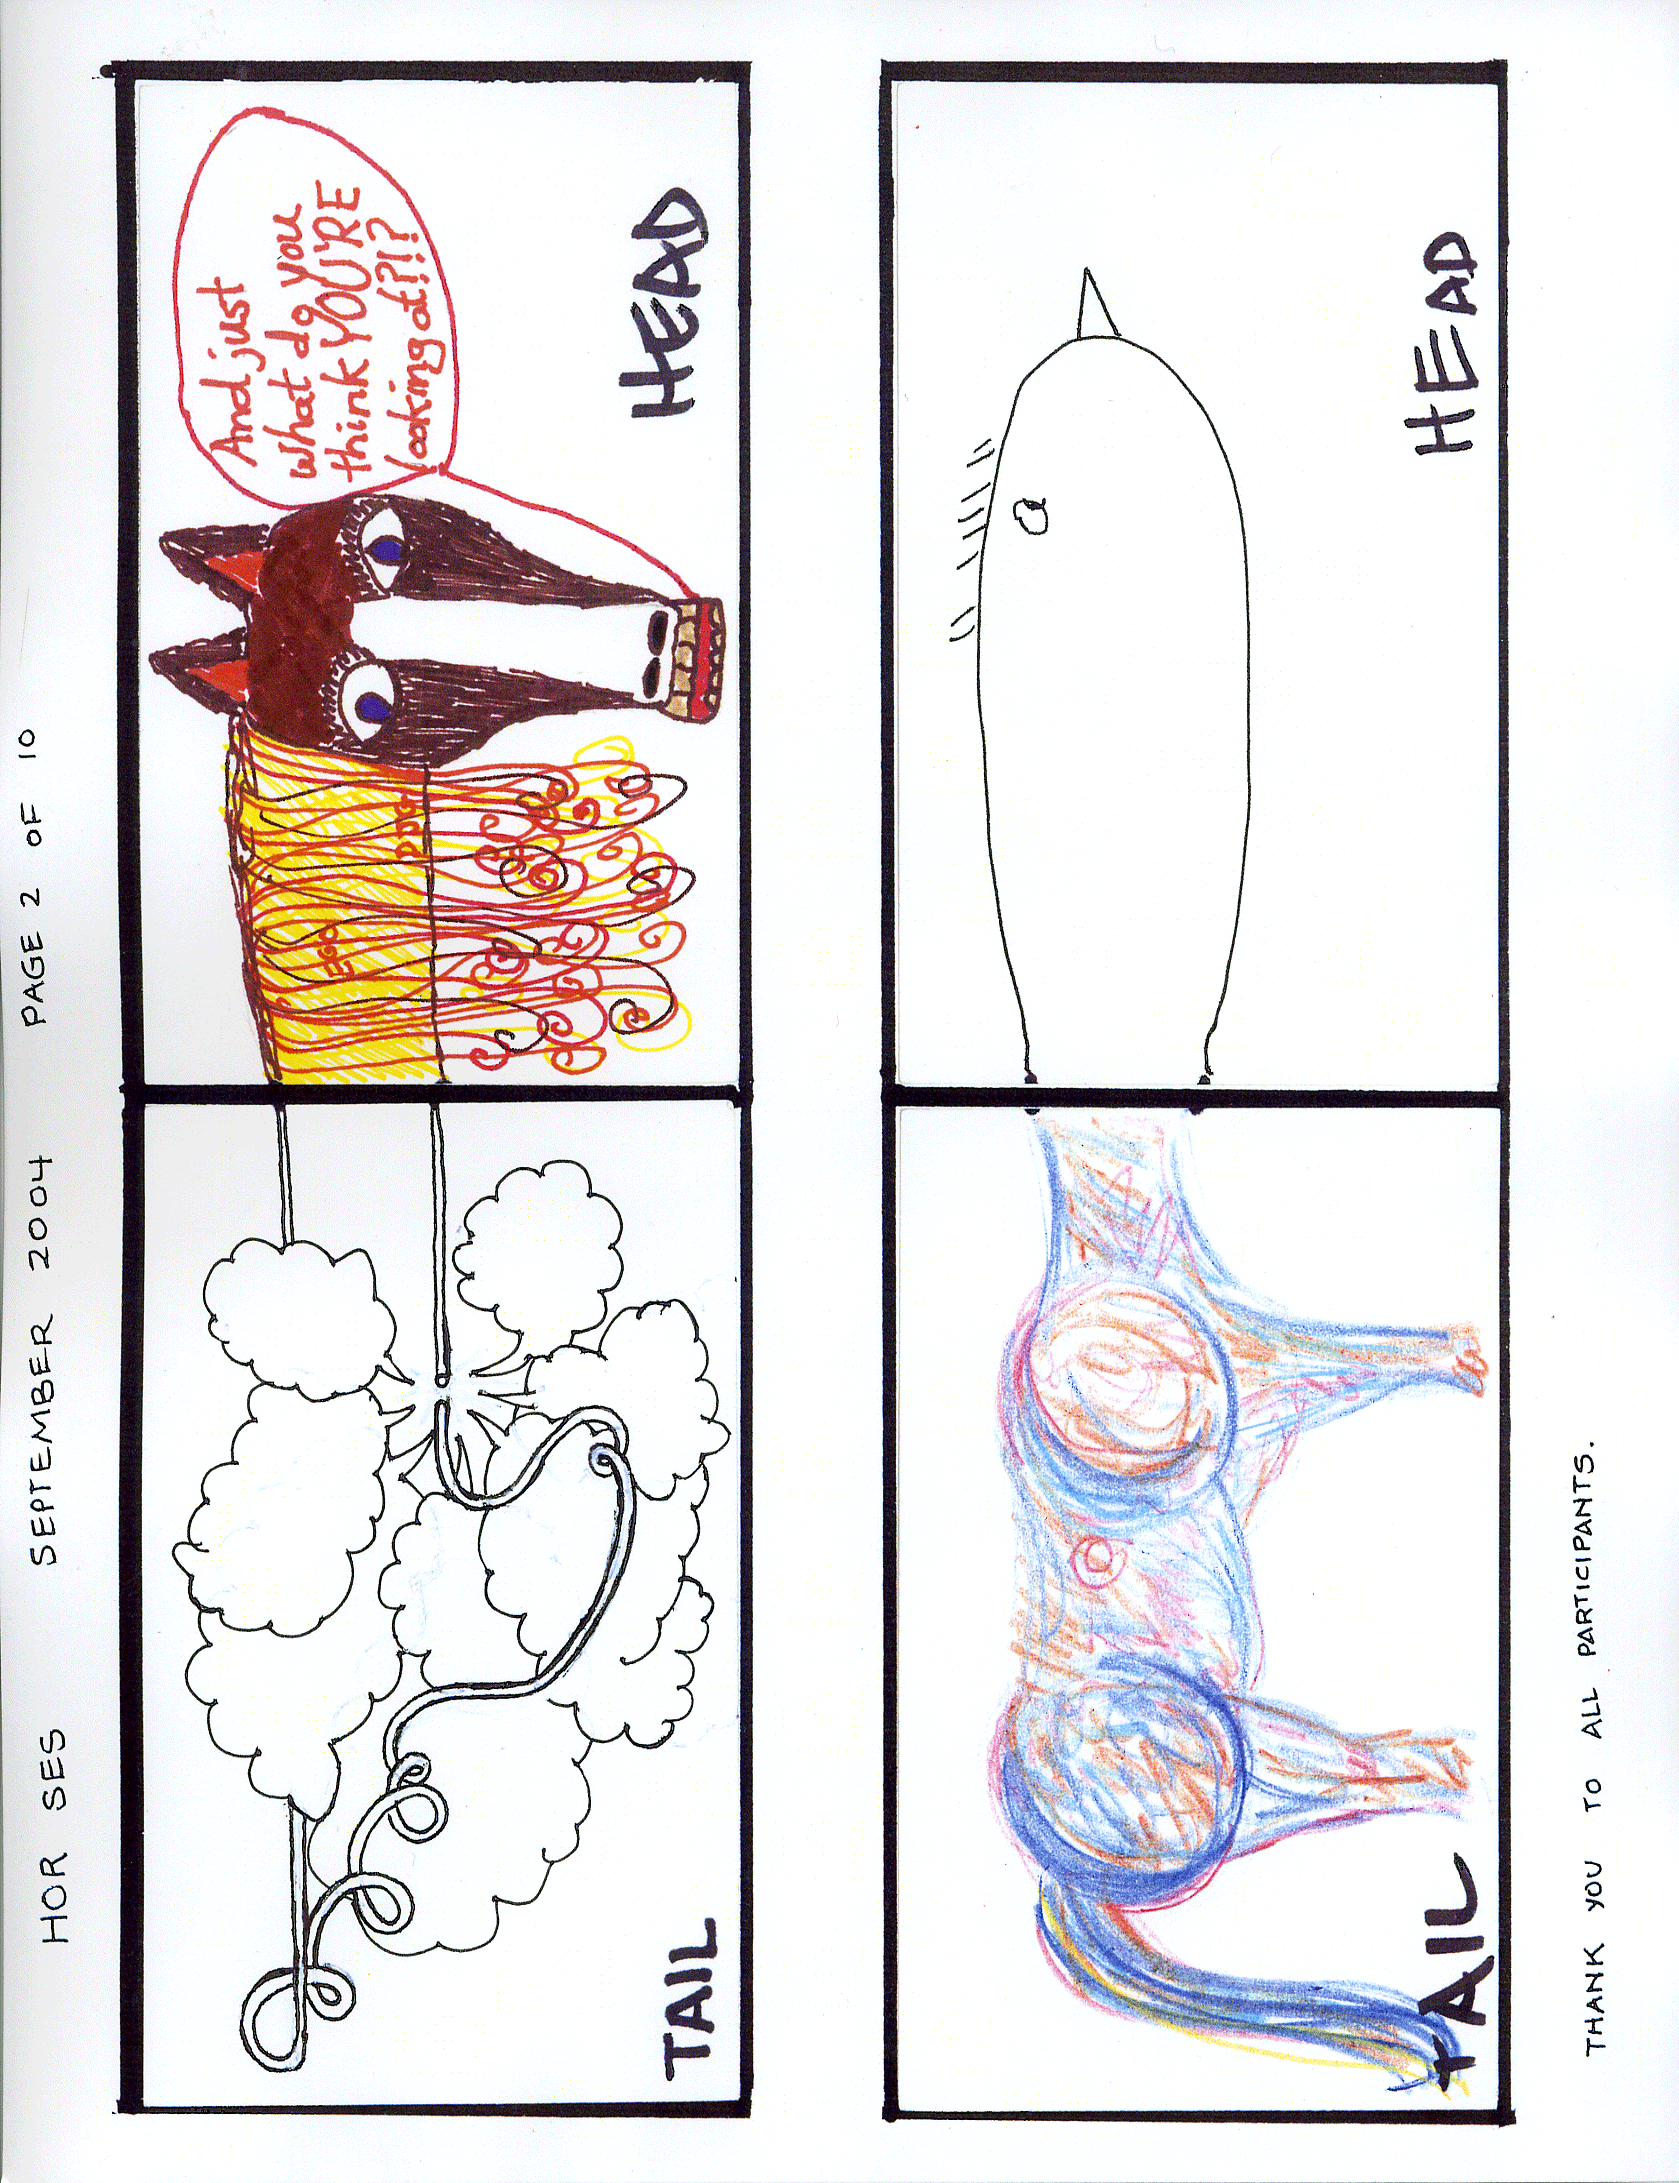 HOR SES SEPTEMBER 2004 PAGE 2 OF 10
And just
what do you
think YOU'RE
looking at?!?
EGO
TAIL
HEAD
TAIL
HEAD
THANK YOU TO ALL PARTICIPANTS.